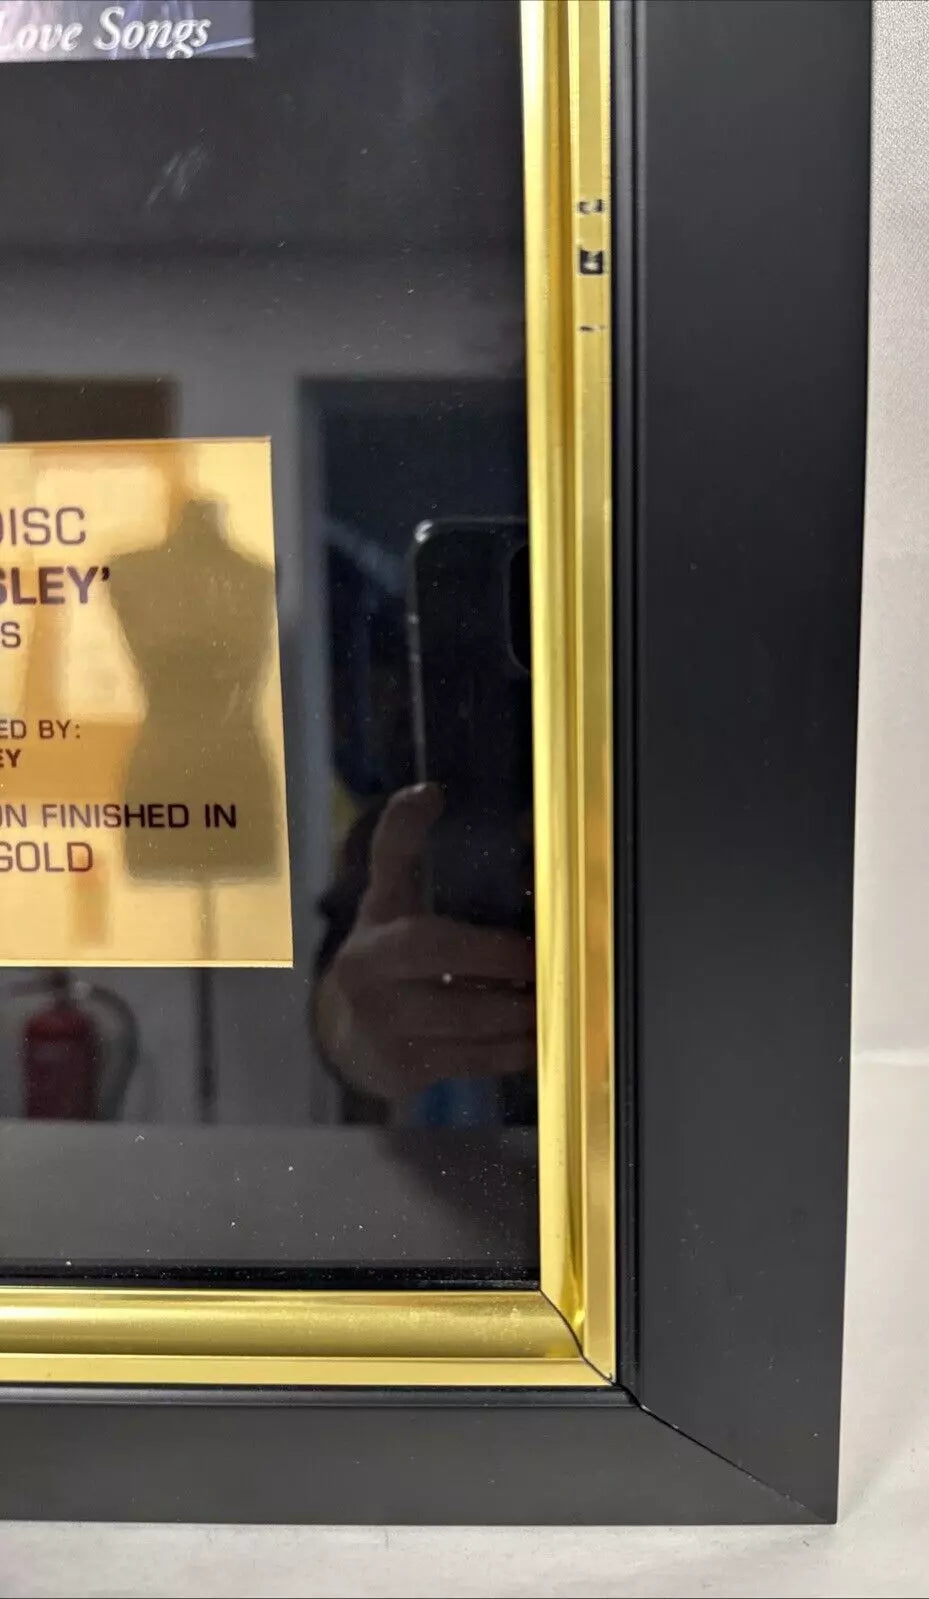 Love Songs
DISC
SLEY'
S
ED BY:
EY
ON FINISHED IN
GOLD